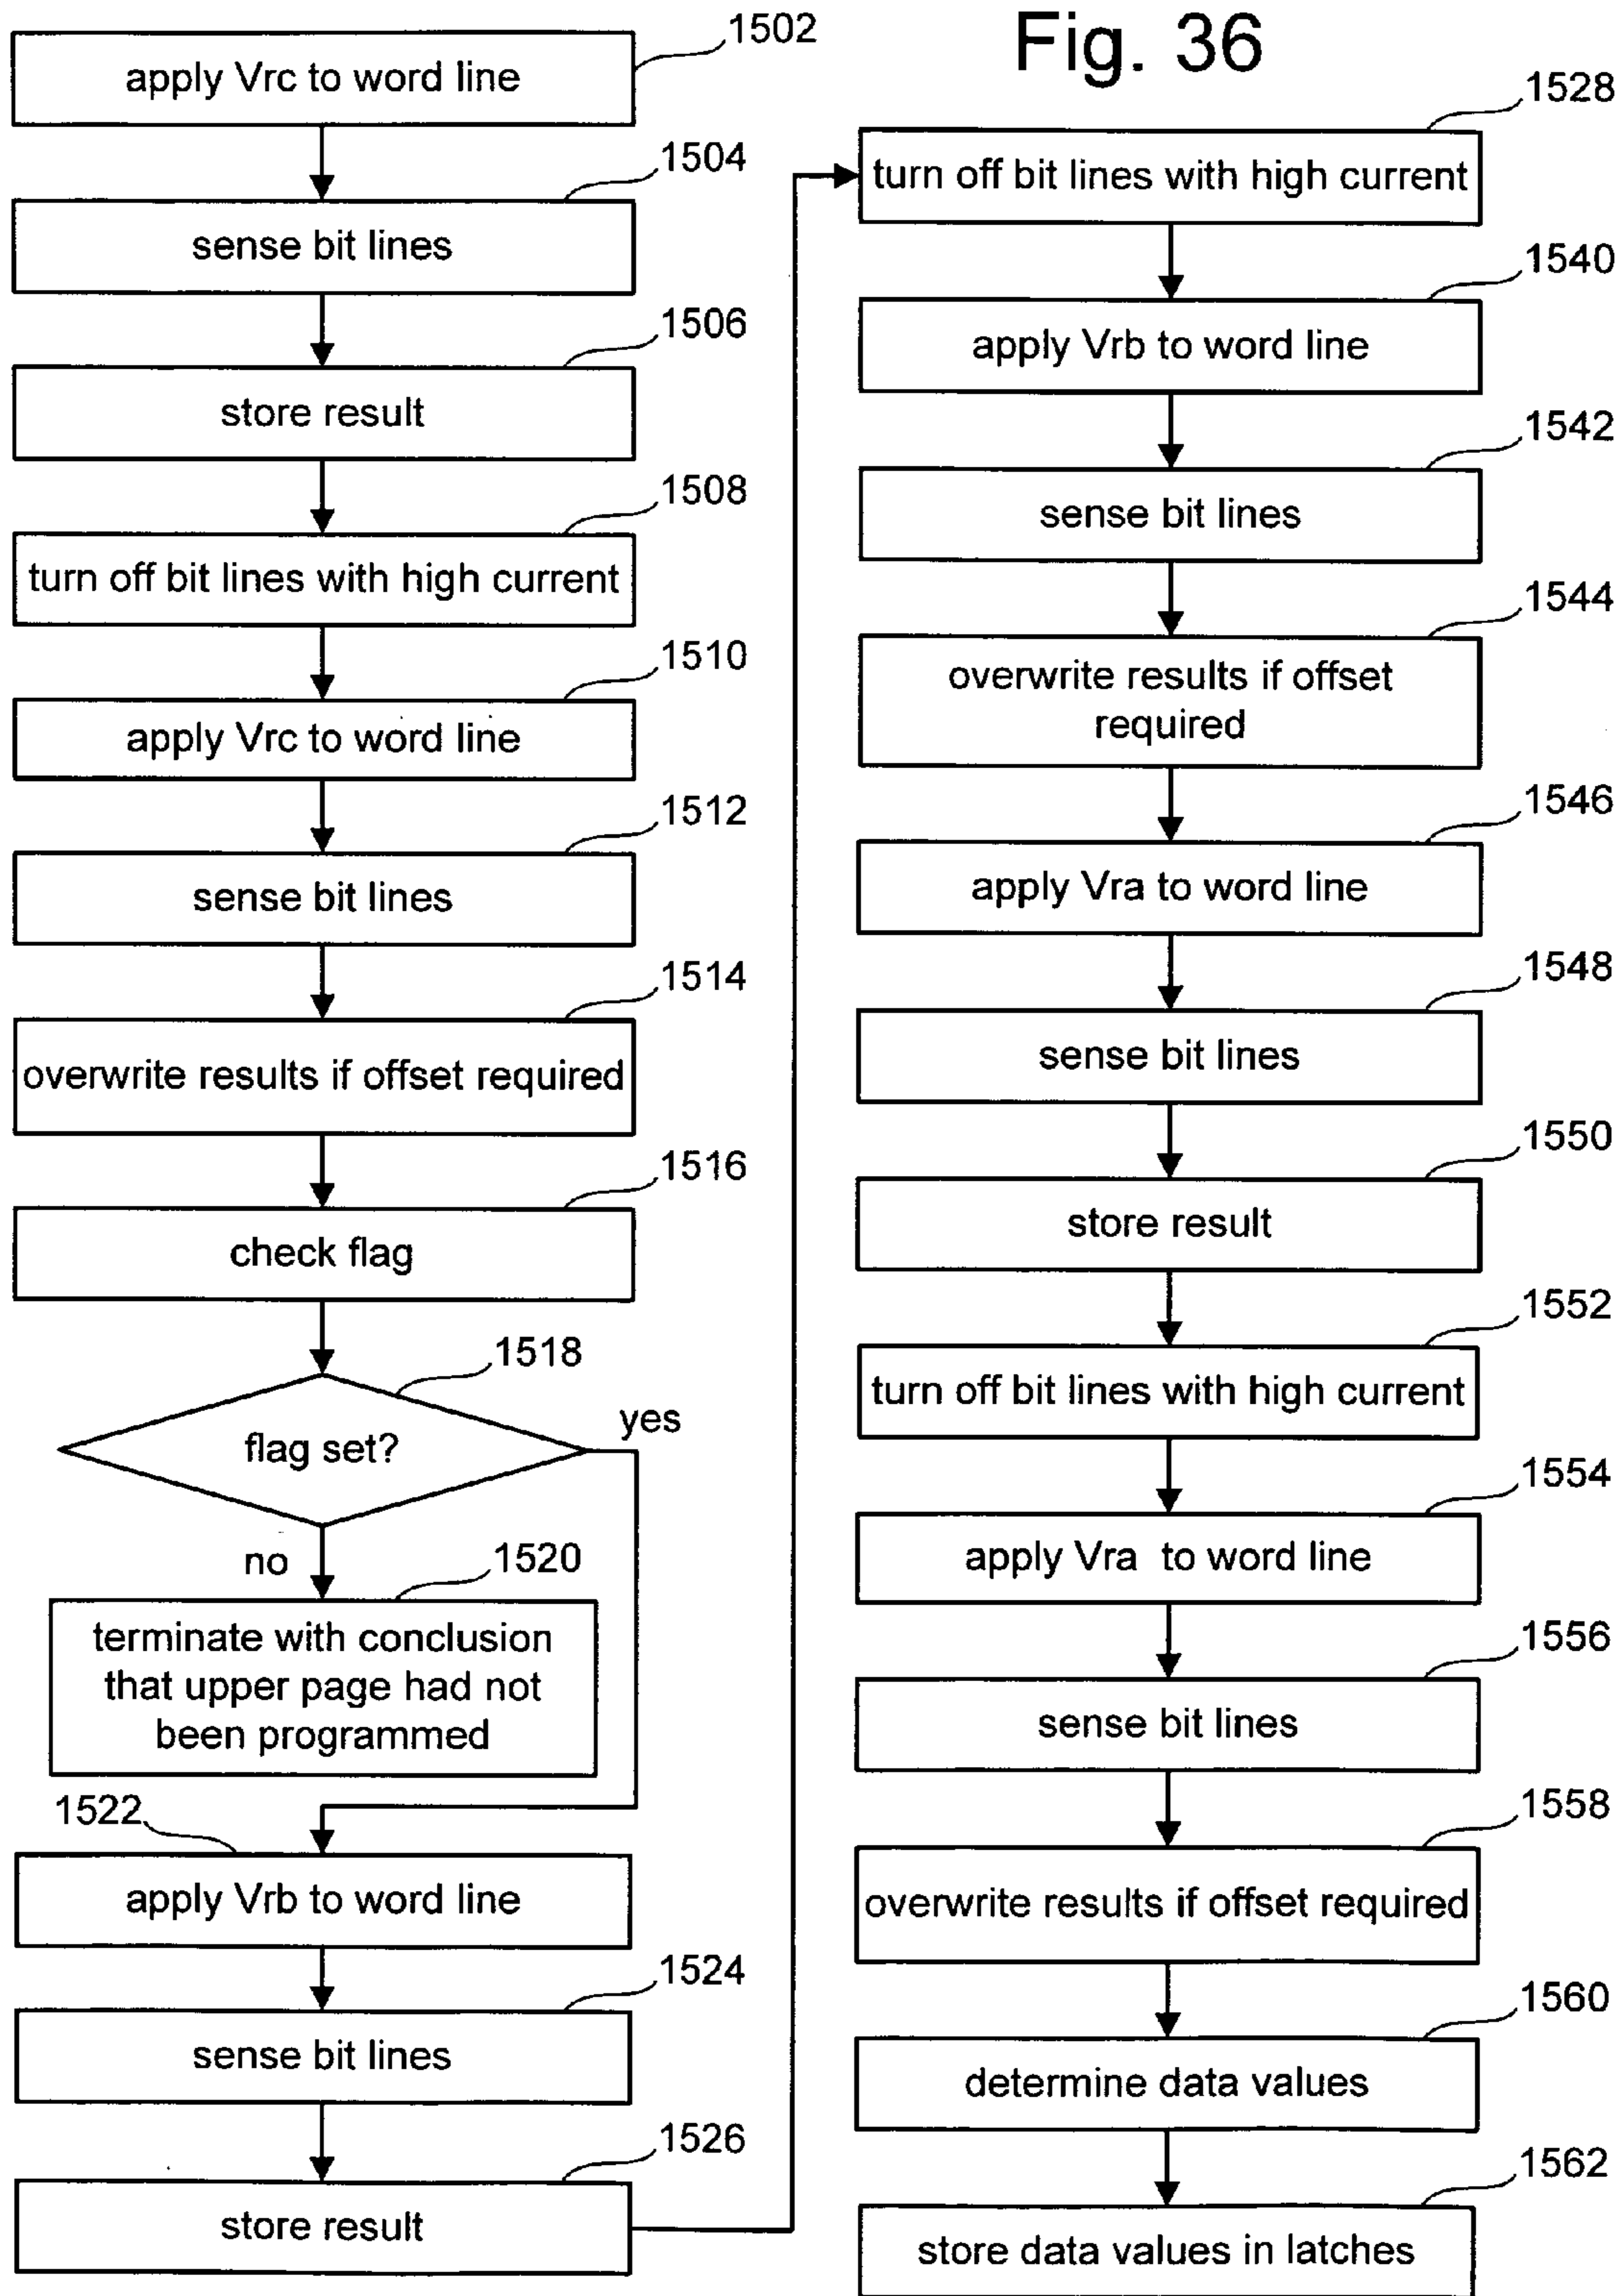 Fig. 36
1502
apply Vrc to word line
1504
sense bit lines
1506
store result
1508
turn off bit lines with high current
1510
apply Vrc to word line
1512
sense bit lines
1514
overwrite results if offset required
1516
check flag
1518
flag set?
yes
no
1520
terminate with conclusion
that upper page had not
been programmed
1522
apply Vrb to word line
1524
sense bit lines
1526
store result
1528
turn off bit lines with high current
1540
apply Vrb to word line
1542
sense bit lines
1544
overwrite results if offset
required
1546
apply Vra to word line
1548
sense bit lines
1550
store result
1552
turn off bit lines with high current
1554
apply Vra to word line
1556
sense bit lines
1558
overwrite results if offset required
1560
determine data values
1562
store data values in latches